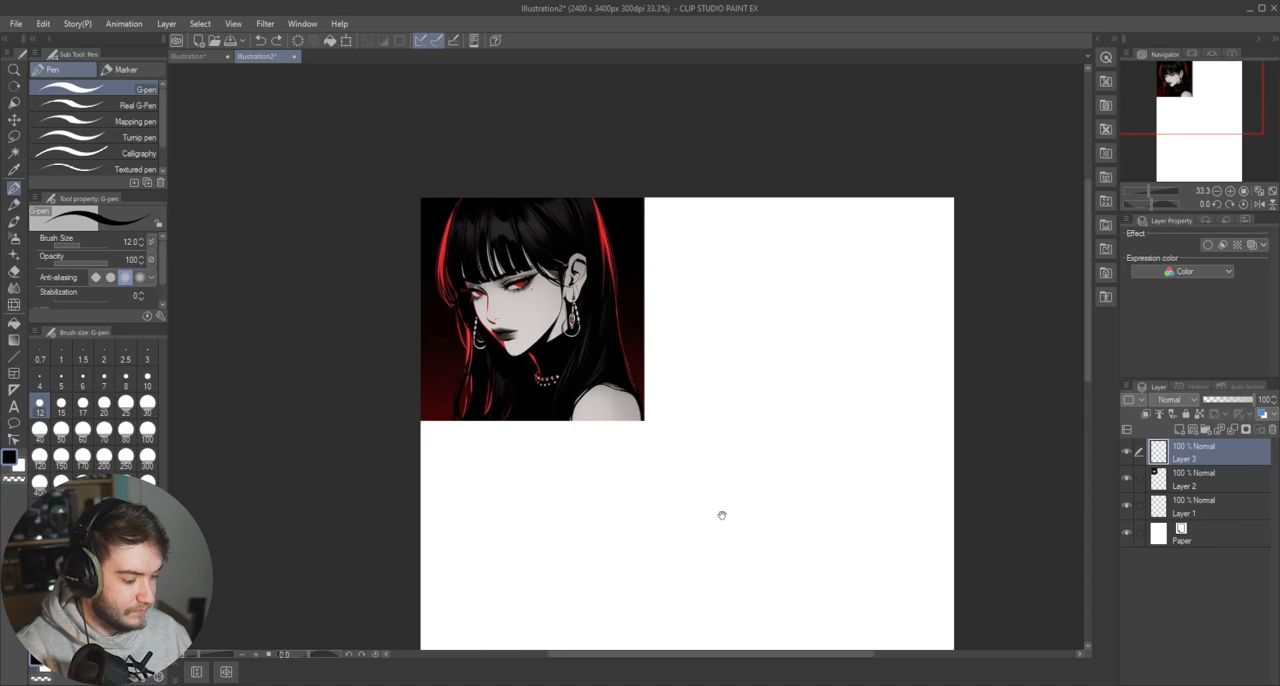 Illustration2* (2400 x 3400px 300dpi 33.3%) - CLIP STUDIO PAINT EX
File Edit Story(P) Animation Layer Select View Filter Window Help
Sub Tool: Pen
Illustration* Illustration2*
Navigator
Pen Marker
G-pen
Real G-Pen
Mapping pen
Turnip pen
Calligraphy
Textured pen
33.3
0.0
Tool property: G-pen
G-pen
Layer Property
Effect
Brush Size 12.0
Opacity 100
Anti-aliasing
Stabilization 0
Expression color
Color
Brush size: G-pen
0.7 1 1.5 2 2.5 3
4 5 6 7 8 10
12 15 17 20 25 30
40 50 60 70 80 100
120 150 170 200 250 300
Layer History Auto Action
Normal 100
100 % Normal
Layer 3
100 % Normal
Layer 2
100 % Normal
Layer 1
Paper
0.0